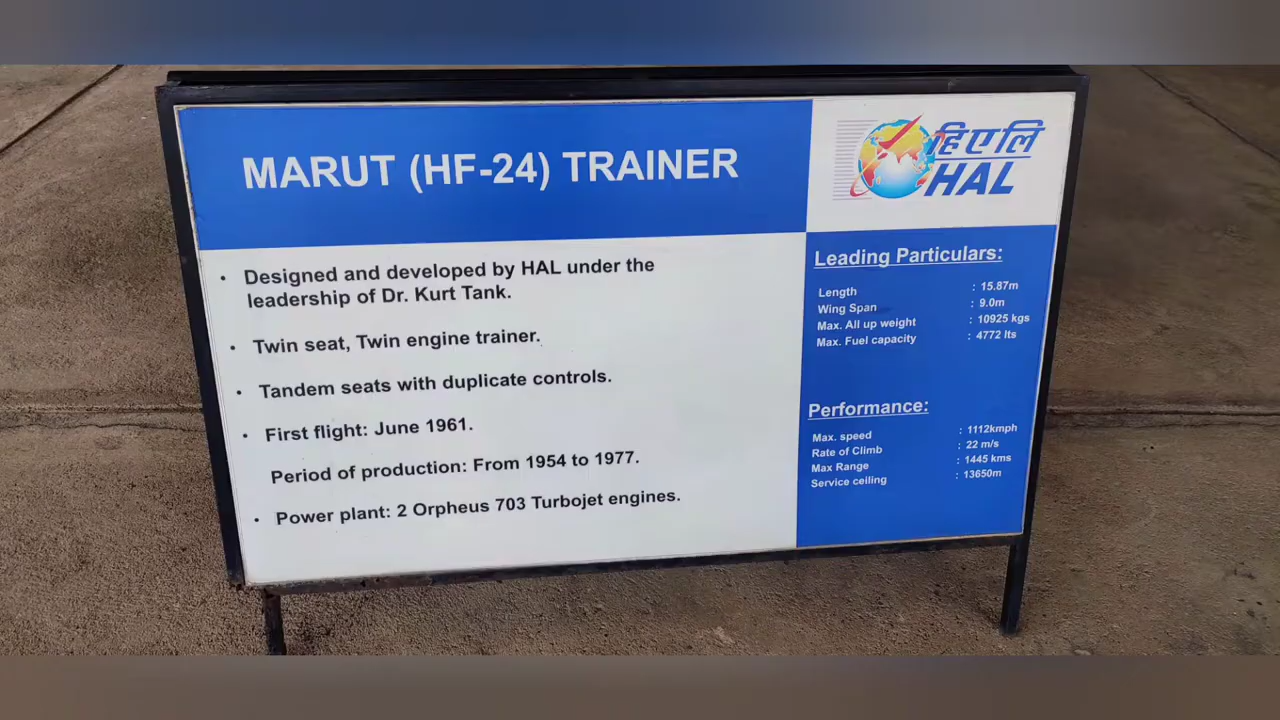 MARUT (HF-24) TRAINER
हिएलि
HAL
• Designed and developed by HAL under the
leadership of Dr. Kurt Tank.
• Twin seat, Twin engine trainer.
• Tandem seats with duplicate controls.
• First flight: June 1961.
Period of production: From 1954 to 1977.
• Power plant: 2 Orpheus 703 Turbojet engines.
Leading Particulars:
Length : 15.87m
Wing Span : 9.0m
Max. All up weight : 10925 kgs
Max. Fuel capacity : 4772 lts
Performance:
Max. speed : 1112kmph
Rate of Climb : 22 m/s
Max Range : 1445 kms
Service ceiling : 13650m